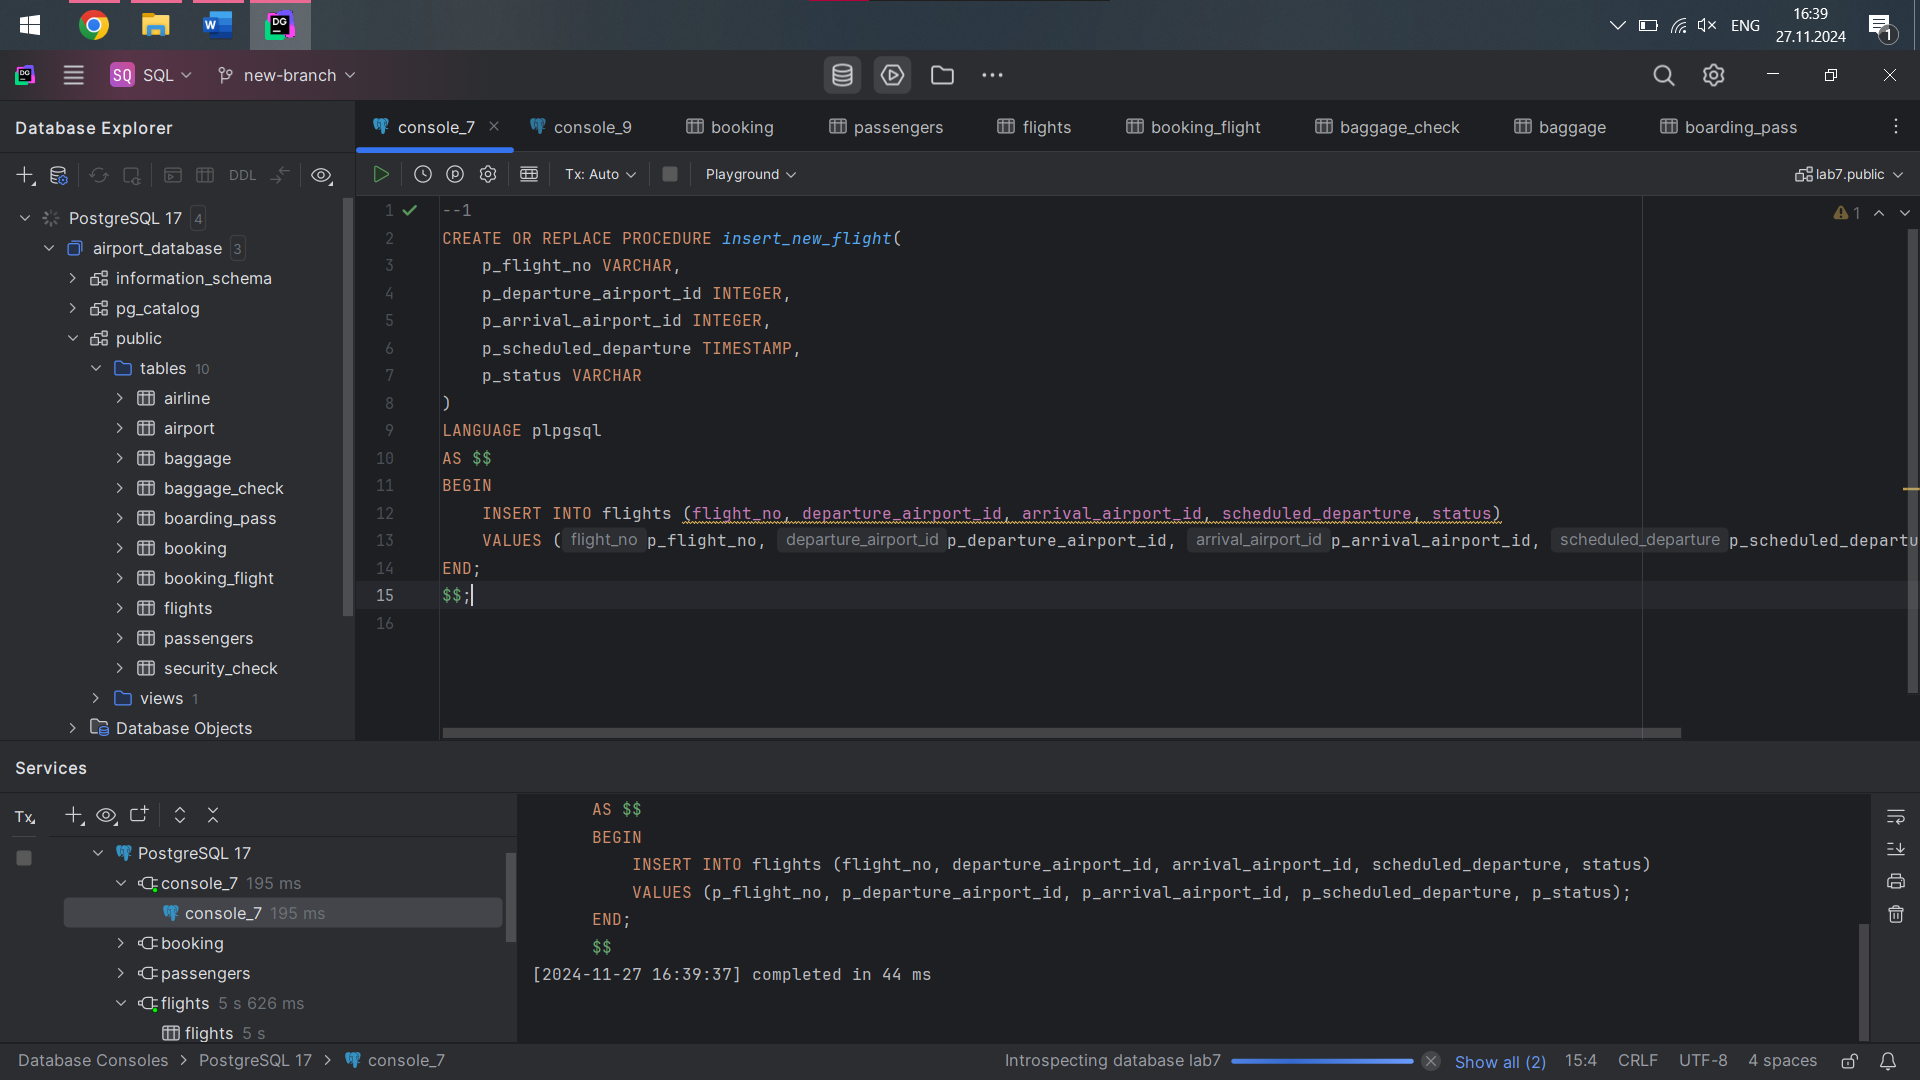 ENG
16:39
27.11.2024
1
SQ SQL
new-branch
Database Explorer
DDL
PostgreSQL 17 4
airport_database 3
information_schema
pg_catalog
public
tables 10
airline
airport
baggage
baggage_check
boarding_pass
booking
booking_flight
flights
passengers
security_check
views 1
Database Objects
console_7
console_9
booking
passengers
flights
booking_flight
baggage_check
baggage
boarding_pass
Tx: Auto
Playground
lab7.public
1
1 --1
2 CREATE OR REPLACE PROCEDURE insert_new_flight(
3 p_flight_no VARCHAR,
4 p_departure_airport_id INTEGER,
5 p_arrival_airport_id INTEGER,
6 p_scheduled_departure TIMESTAMP,
7 p_status VARCHAR
8 )
9 LANGUAGE plpgsql
10 AS $$
11 BEGIN
12 INSERT INTO flights (flight_no, departure_airport_id, arrival_airport_id, scheduled_departure, status)
13 VALUES ( flight_no p_flight_no, departure_airport_id p_departure_airport_id, arrival_airport_id p_arrival_airport_id, scheduled_departure p_scheduled_departu
14 END;
15 $$;
16
Services
Tx
PostgreSQL 17
console_7 195 ms
console_7 195 ms
booking
passengers
flights 5 s 626 ms
flights 5 s
AS $$
BEGIN
INSERT INTO flights (flight_no, departure_airport_id, arrival_airport_id, scheduled_departure, status)
VALUES (p_flight_no, p_departure_airport_id, p_arrival_airport_id, p_scheduled_departure, p_status);
END;
$$
[2024-11-27 16:39:37] completed in 44 ms
Database Consoles > PostgreSQL 17 > console_7
Introspecting database lab7
Show all (2)
15:4
CRLF
UTF-8
4 spaces